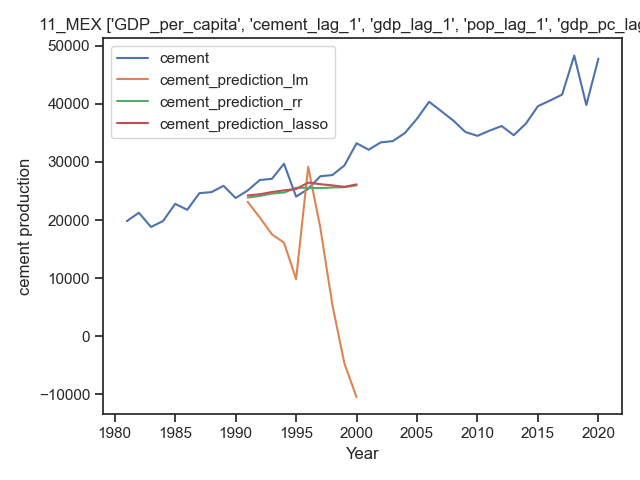 11_MEX ['GDP_per_capita', 'cement_lag_1', 'gdp_lag_1', 'pop_lag_1', 'gdp_pc_lag
50000
40000
30000
20000
10000
0
−10000
cement production
cement
cement_prediction_lm
cement_prediction_rr
cement_prediction_lasso
1980 1985 1990 1995 2000 2005 2010 2015 2020
Year